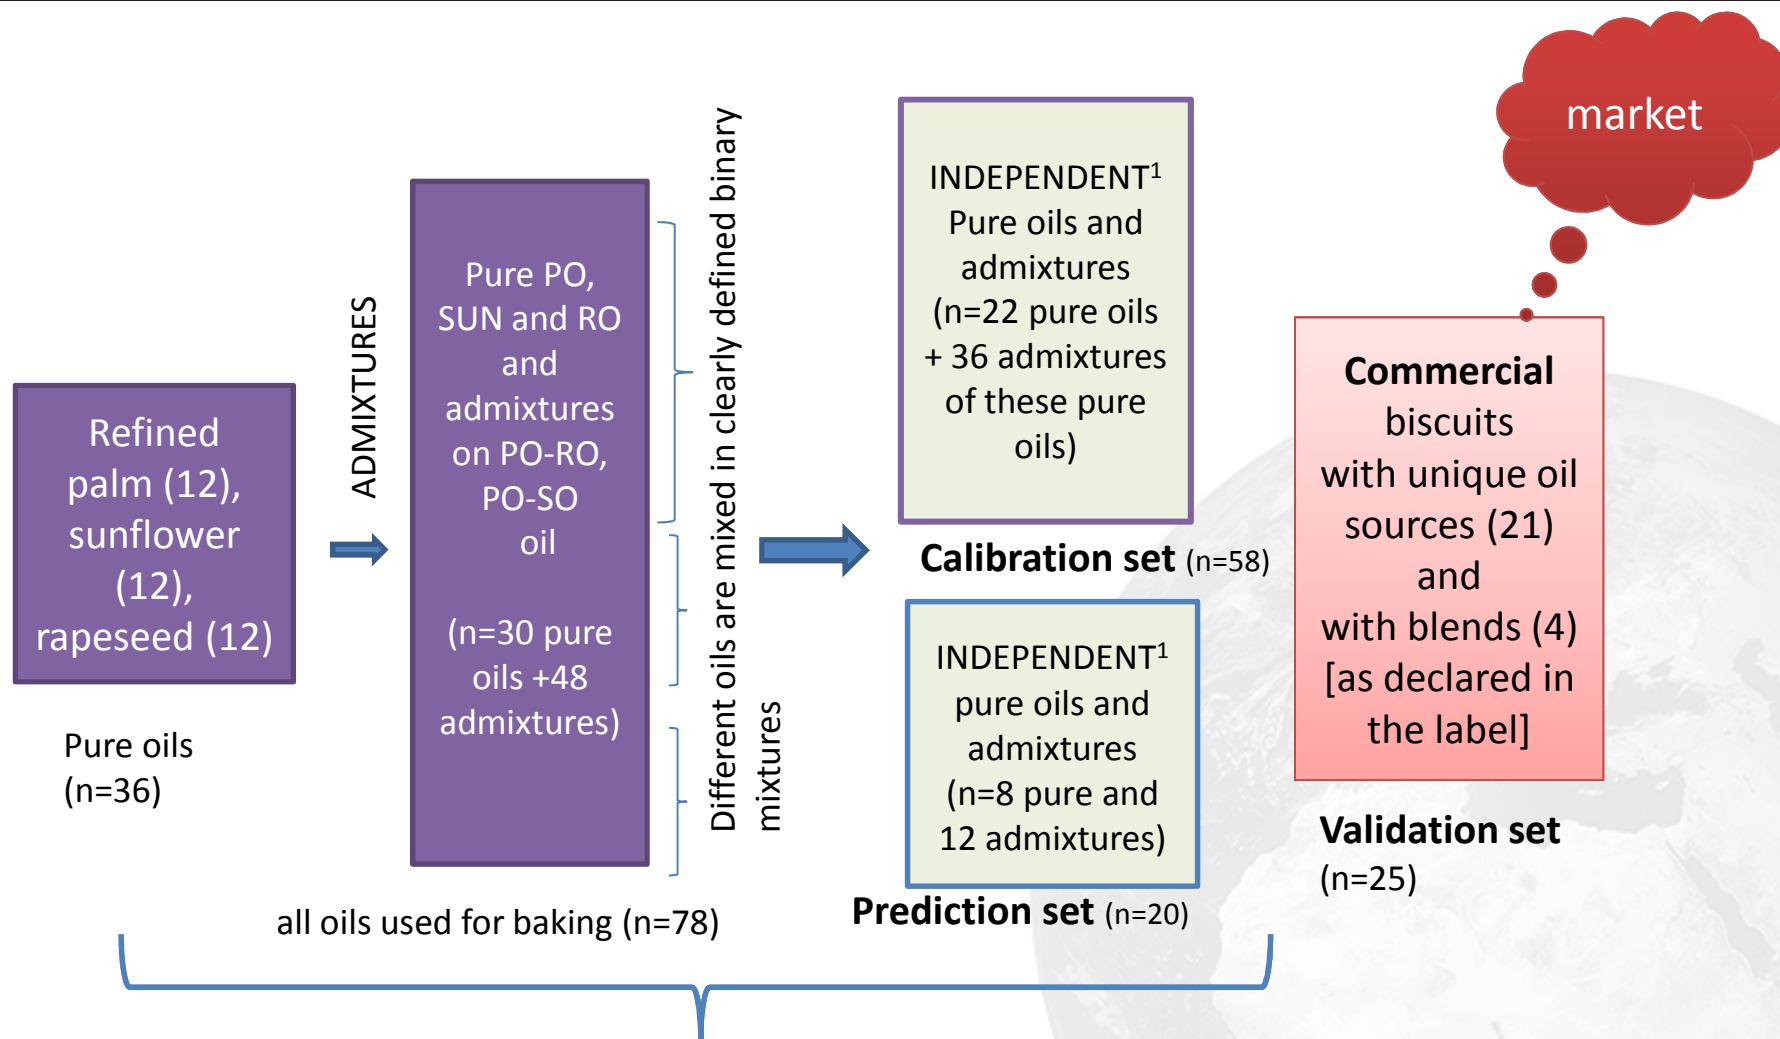 Refined
palm (12),
sunflower
(12),
rapeseed (12)
Pure oils
(n=36)
ADMIXTURES
Pure PO,
SUN and RO
and
admixtures
on PO-RO,
PO-SO
oil
(n=30 pure
oils +48
admixtures)
all oils used for baking (n=78)
Different oils are mixed in clearly defined binary
mixtures
INDEPENDENT¹
Pure oils and
admixtures
(n=22 pure oils
+ 36 admixtures
of these pure
oils)
Calibration set (n=58)
INDEPENDENT¹
pure oils and
admixtures
(n=8 pure and
12 admixtures)
Prediction set (n=20)
market
Commercial
biscuits
with unique oil
sources (21)
and
with blends (4)
[as declared in
the label]
Validation set
(n=25)